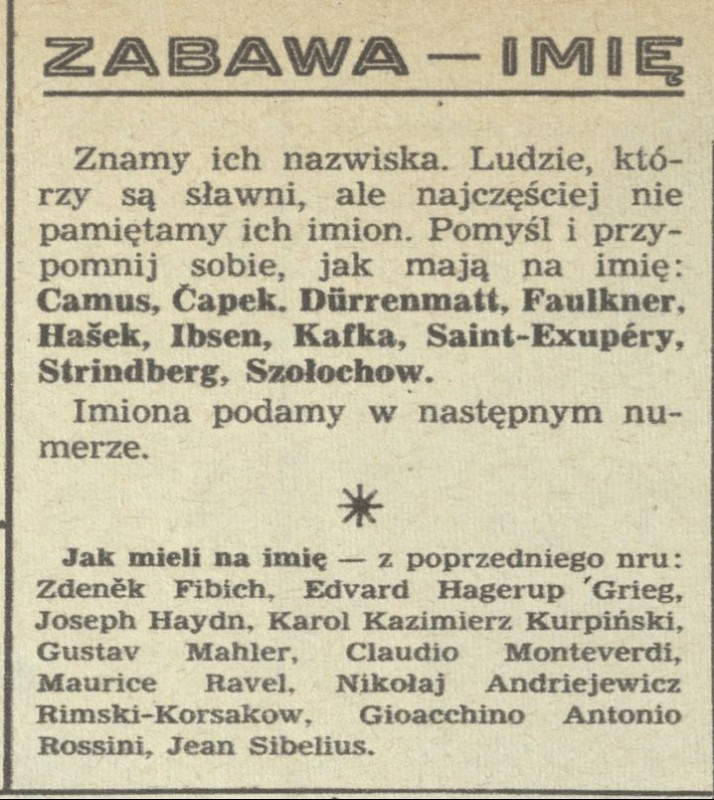 ZABAWA — IMIĘ
Znamy ich nazwiska. Ludzie, któ-
rzy są sławni, ale najczęściej nie
pamiętamy ich imion. Pomyśl i przy-
pomnij sobie, jak mają na imię:
Camus, Čapek. Dürrenmatt, Faulkner,
Hašek, Ibsen, Kafka, Saint-Exupéry,
Strindberg, Szołochow.
Imiona podamy w następnym nu-
merze.
*
Jak mieli na imię — z poprzedniego nru:
Zdeněk Fibich, Edvard Hagerup ´Grieg,
Joseph Haydn, Karol Kazimierz Kurpiński,
Gustav Mahler, Claudio Monteverdi,
Maurice Ravel, Nikołaj Andriejewicz
Rimski-Korsakow, Gioacchino Antonio
Rossini, Jean Sibelius.